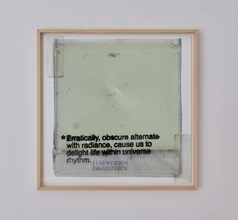 *Erratically, obscure alternate
with radiance, cause us to
delight life within universe
rhythm.